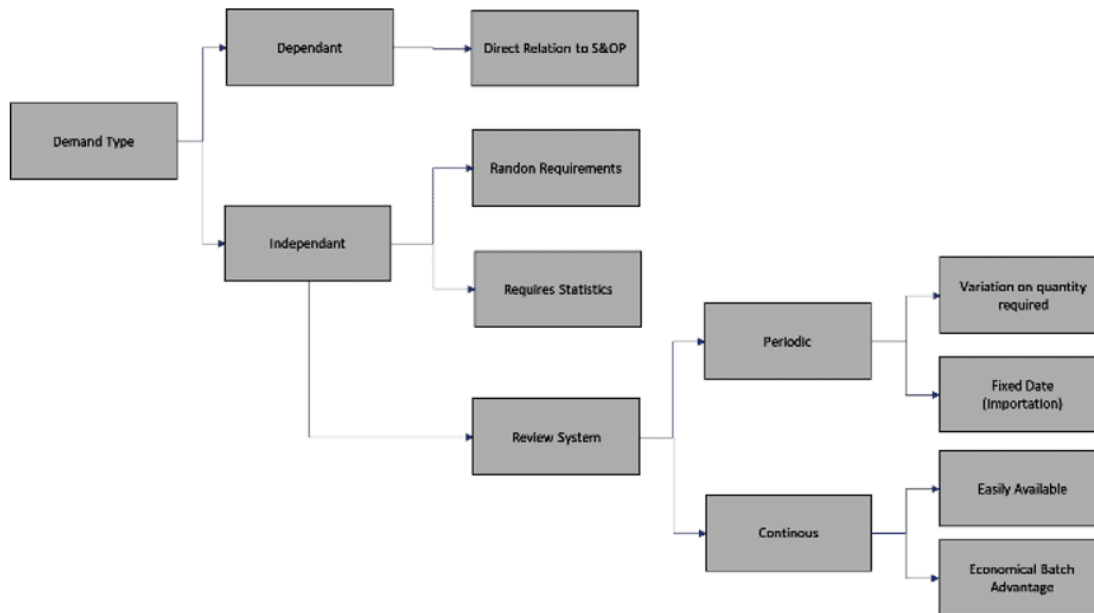 Demand Type
Dependant
Direct Relation to S&OP
Independant
Randon Requirements
Requires Statistics
Review System
Periodic
Variation on quantity
required
Fixed Date
(Importation)
Continous
Easily Available
Economical Batch
Advantage